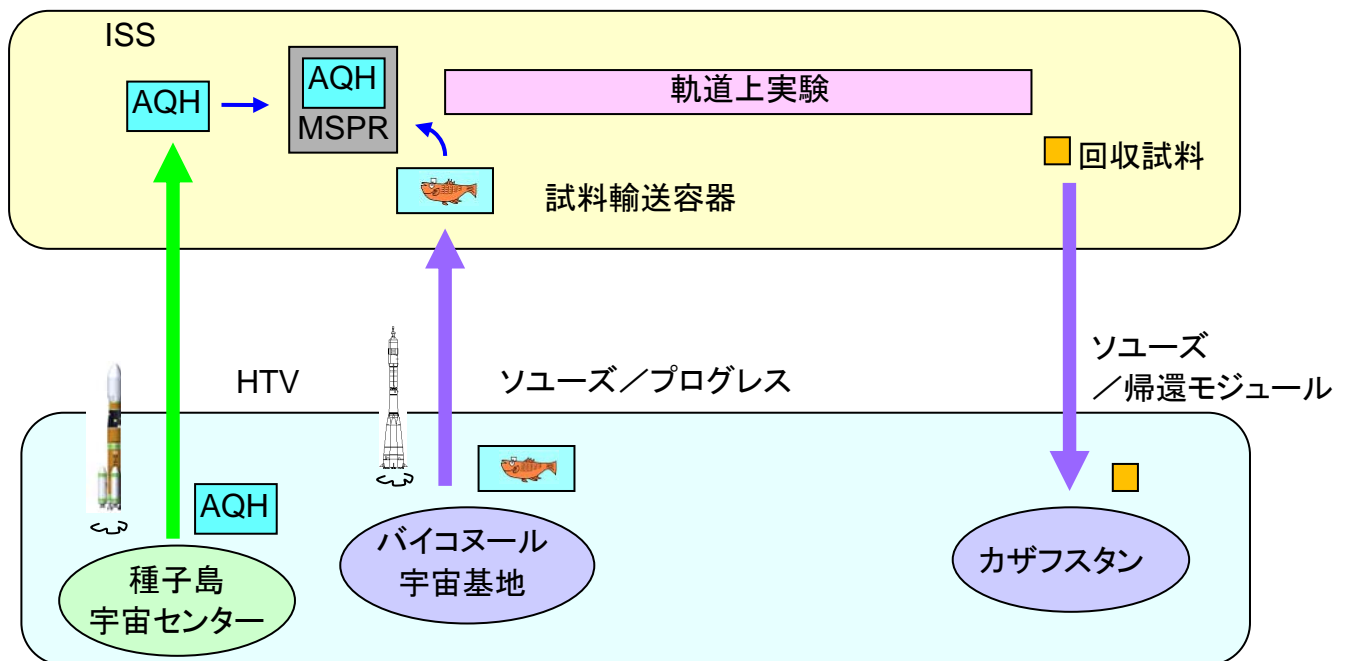 ISS
AQH
AQH
MSPR
軌道上実験
回収試料
試料輸送容器
HTV
ソユーズ／プログレス
ソユーズ
／帰還モジュール
AQH
種子島
宇宙センター
バイコヌール
宇宙基地
カザフスタン